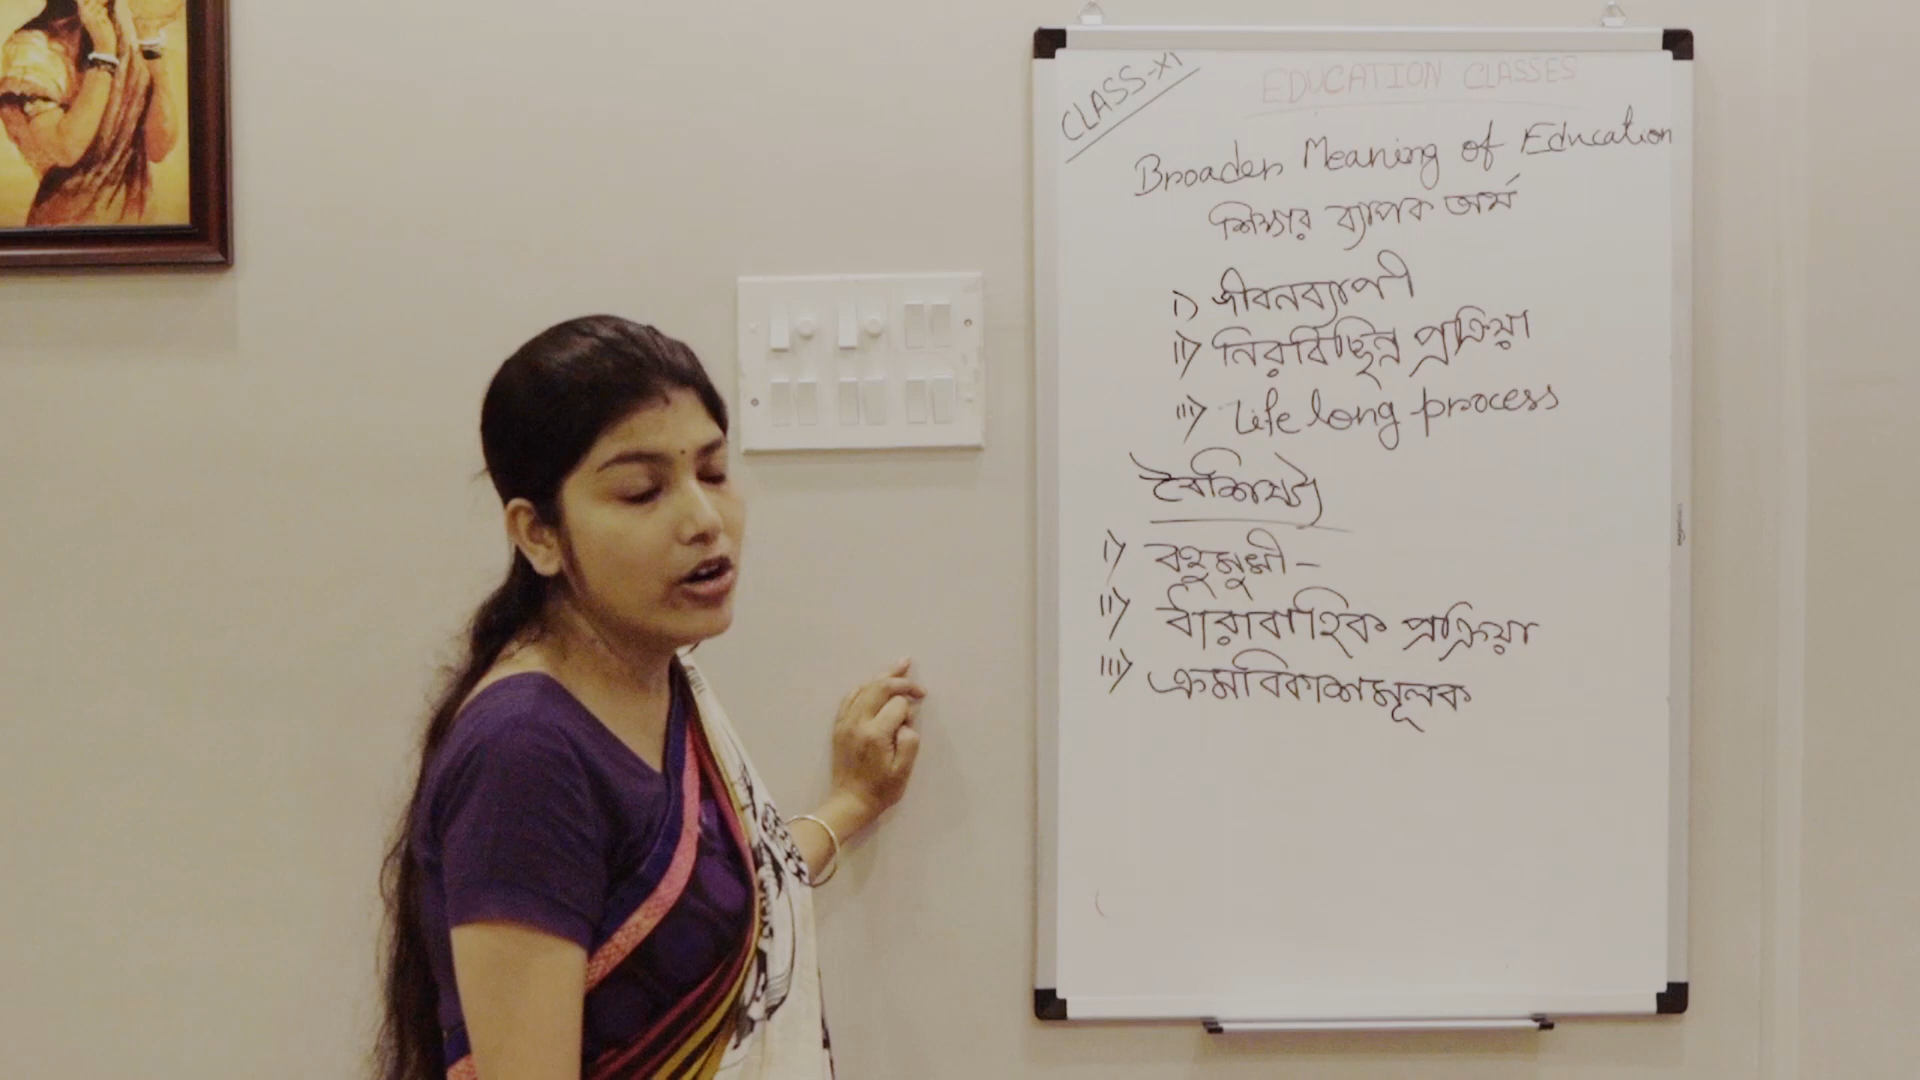 CLASS-XI
EDUCATION CLASSES
Broader Meaning of Education
শিক্ষার ব্যাপক অর্থ
i) জীবনব্যাপী
ii) নিরবিচ্ছিন্ন প্রক্রিয়া
iii) Life long process
বৈশিষ্ট্য
i) বহুমুখী -
ii) ধারাবাহিক প্রক্রিয়া
iii) ক্রমবিকাশমূলক